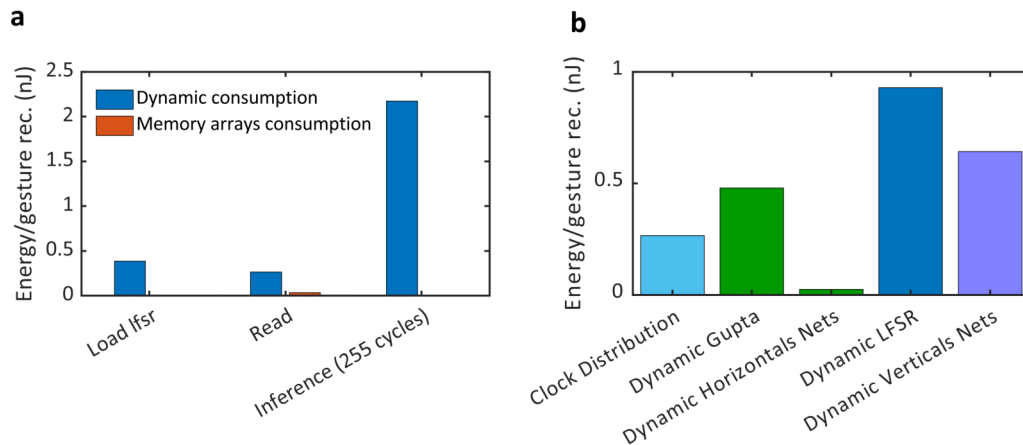 a
Energy/gesture rec. (nJ)
2.5
2
1.5
1
0.5
0
Dynamic consumption
Memory arrays consumption
Load lfsr
Read
Inference (255 cycles)
b
Energy/gesture rec. (nJ)
1
0.5
0
Clock Distribution
Dynamic Gupta
Dynamic Horizontals Nets
Dynamic LFSR
Dynamic Verticals Nets